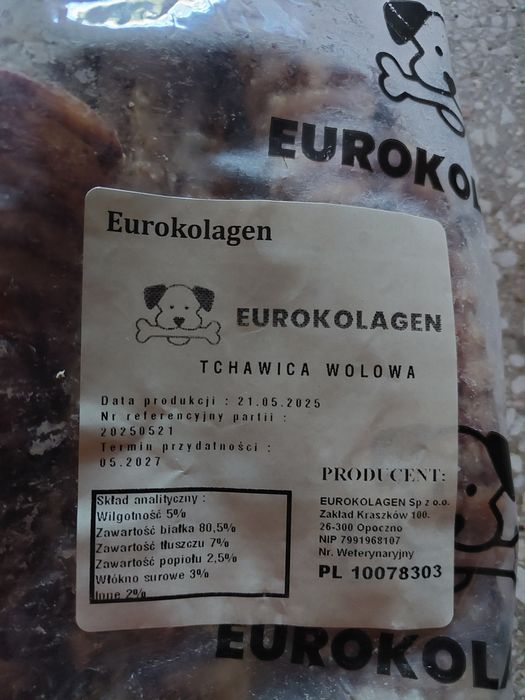 EUROKOL
Eurokolagen
EUROKOLAGEN
TCHAWICA WOLOWA
Data produkcji : 21.05.2025
Nr referencyjny partii :
20250521
Termin przydatności :
05.2027
Skład analityczny :
Wilgotność 5%
Zawartość białka 80,5%
Zawartość tłuszczu 7%
Zawartość popiołu 2,5%
Włókno surowe 3%
Inne 2%
PRODUCENT:
EUROKOLAGEN Sp z o.o.
Zakład Kraszków 100.
26-300 Opoczno
NIP 7991968107
Nr. Weterynaryjny
PL 10078303
EUROKOL